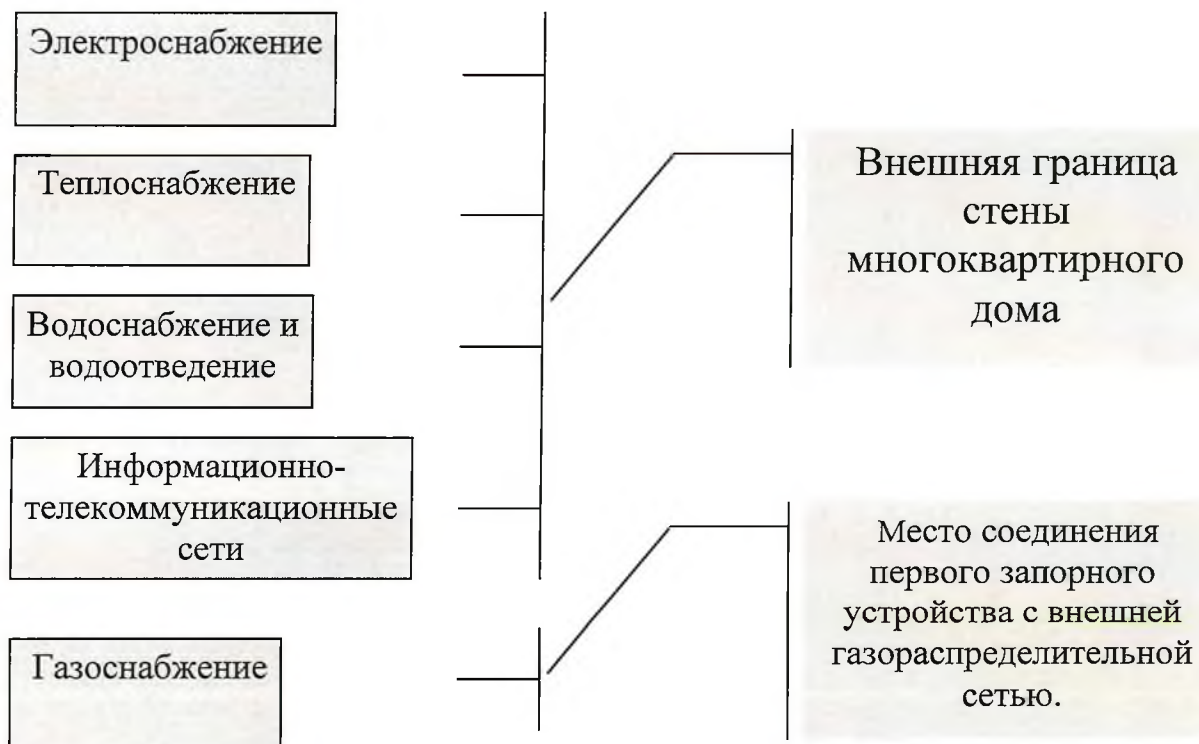 Электроснабжение
Теплоснабжение
Водоснабжение и
водоотведение
Информационно-
телекоммуникационные
сети
Газоснабжение
Внешняя граница
стены
многоквартирного
дома
Место соединения
первого запорного
устройства с внешней
газораспределительной
сетью.